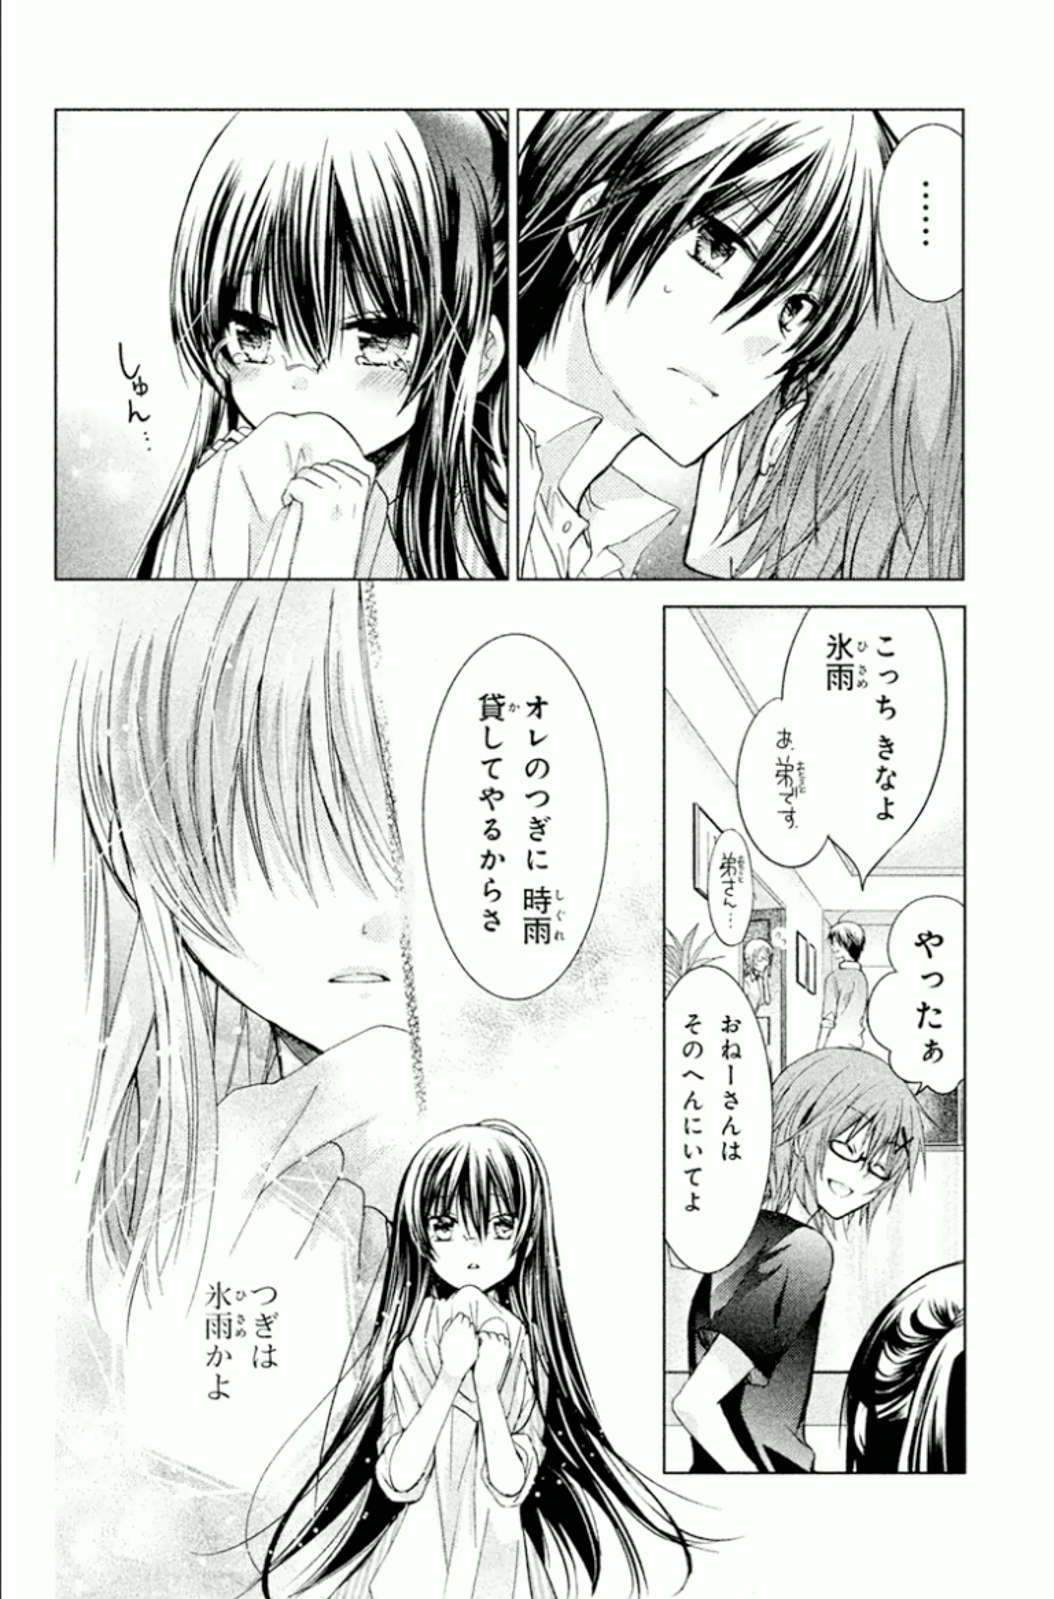 ……
しゅん…
こっちきなよ
氷雨
あ、弟です。
弟さん…
やったぁ
おねーさんは
そのへんにいてよ
オレのつぎに時雨
貸してやるからさ
つぎは
氷雨かよ